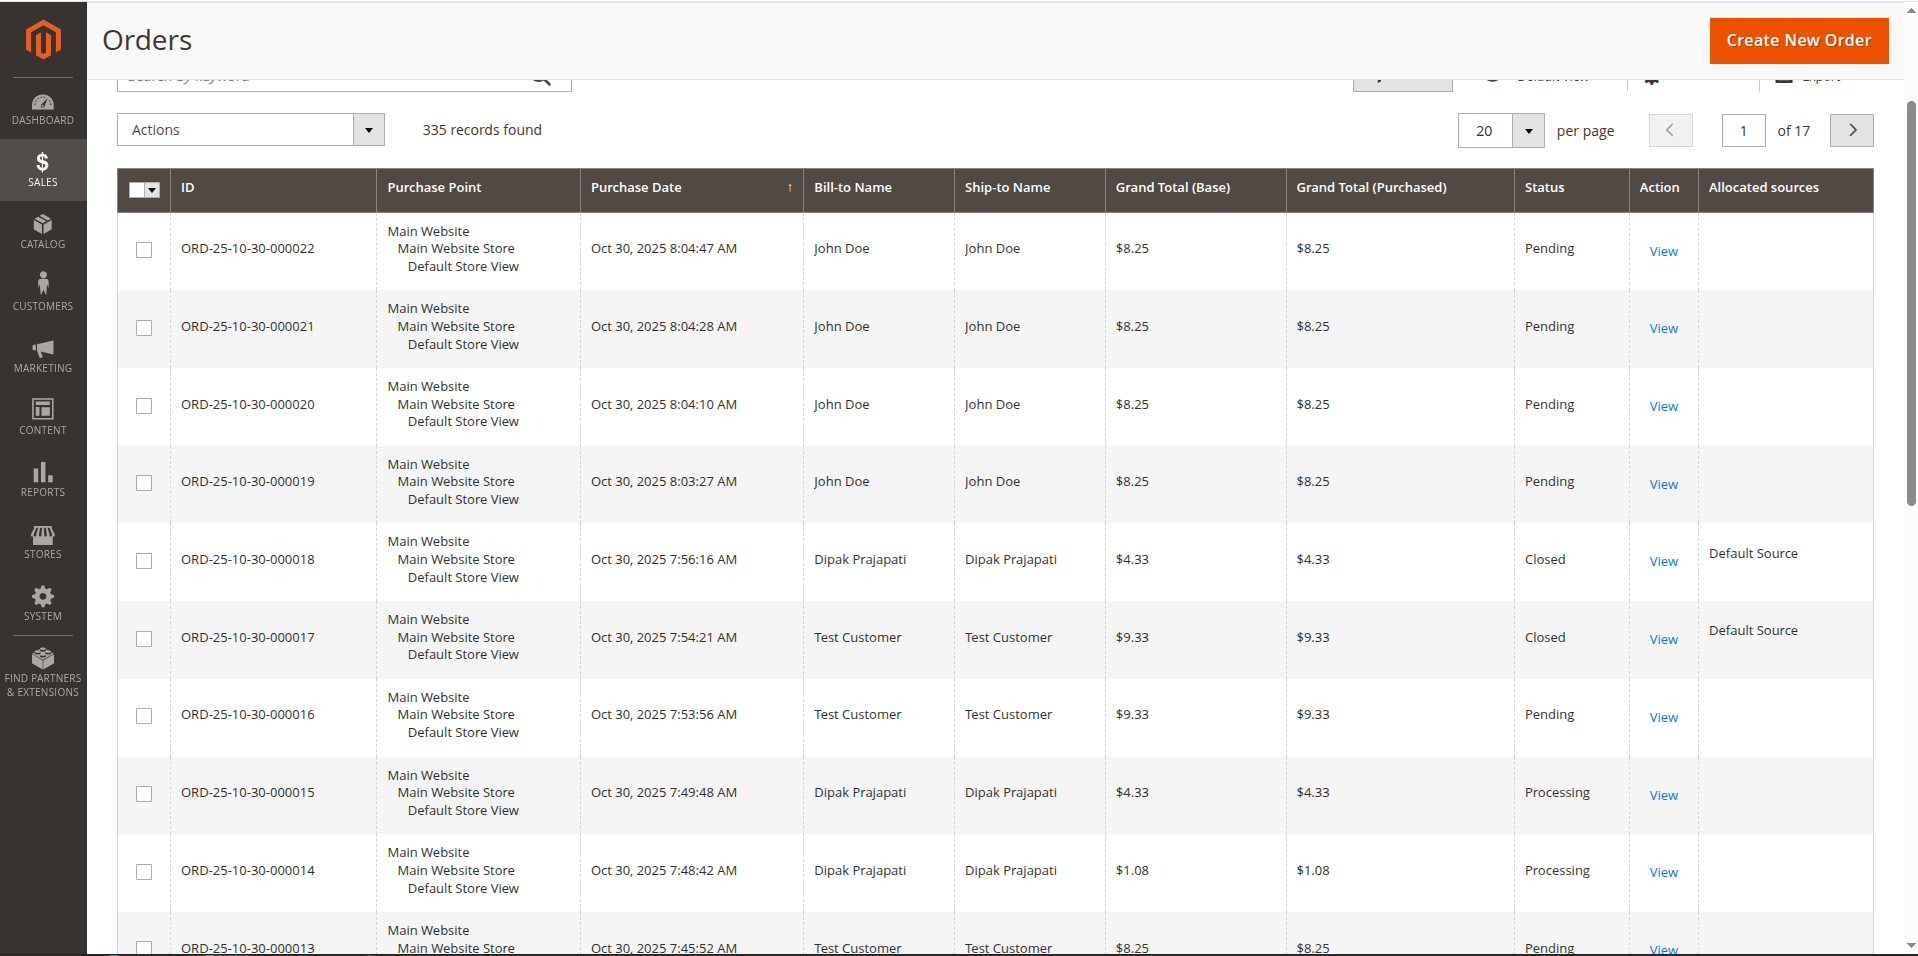 Orders
Create New Order
Actions
335 records found
20
per page
1
of 17
ID
Purchase Point
Purchase Date ↑
Bill-to Name
Ship-to Name
Grand Total (Base)
Grand Total (Purchased)
Status
Action
Allocated sources
ORD-25-10-30-000022
Main Website
Main Website Store
Default Store View
Oct 30, 2025 8:04:47 AM
John Doe
John Doe
$8.25
$8.25
Pending
View
ORD-25-10-30-000021
Main Website
Main Website Store
Default Store View
Oct 30, 2025 8:04:28 AM
John Doe
John Doe
$8.25
$8.25
Pending
View
ORD-25-10-30-000020
Main Website
Main Website Store
Default Store View
Oct 30, 2025 8:04:10 AM
John Doe
John Doe
$8.25
$8.25
Pending
View
ORD-25-10-30-000019
Main Website
Main Website Store
Default Store View
Oct 30, 2025 8:03:27 AM
John Doe
John Doe
$8.25
$8.25
Pending
View
ORD-25-10-30-000018
Main Website
Main Website Store
Default Store View
Oct 30, 2025 7:56:16 AM
Dipak Prajapati
Dipak Prajapati
$4.33
$4.33
Closed
View
Default Source
ORD-25-10-30-000017
Main Website
Main Website Store
Default Store View
Oct 30, 2025 7:54:21 AM
Test Customer
Test Customer
$9.33
$9.33
Closed
View
Default Source
ORD-25-10-30-000016
Main Website
Main Website Store
Default Store View
Oct 30, 2025 7:53:56 AM
Test Customer
Test Customer
$9.33
$9.33
Pending
View
ORD-25-10-30-000015
Main Website
Main Website Store
Default Store View
Oct 30, 2025 7:49:48 AM
Dipak Prajapati
Dipak Prajapati
$4.33
$4.33
Processing
View
ORD-25-10-30-000014
Main Website
Main Website Store
Default Store View
Oct 30, 2025 7:48:42 AM
Dipak Prajapati
Dipak Prajapati
$1.08
$1.08
Processing
View
ORD-25-10-30-000013
Main Website
Main Website Store
Oct 30, 2025 7:45:52 AM
Test Customer
Test Customer
$8.25
$8.25
Pending
View
DASHBOARD
$
SALES
CATALOG
CUSTOMERS
MARKETING
CONTENT
REPORTS
STORES
SYSTEM
FIND PARTNERS
& EXTENSIONS